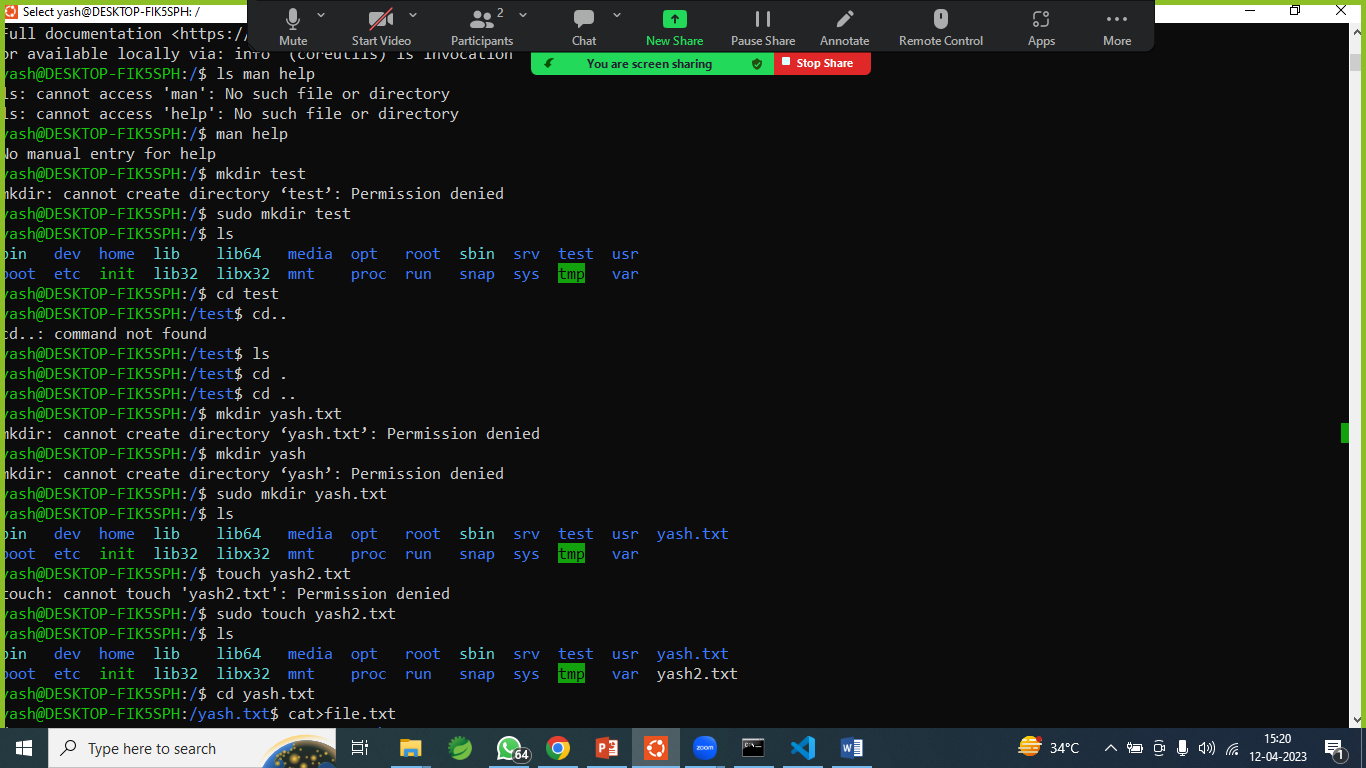 Select yash@DESKTOP-FIK5SPH: /
Mute
Start Video
Participants
2
Chat
New Share
Pause Share
Annotate
Remote Control
Apps
More
You are screen sharing
Stop Share
Full documentation <https://
or available locally via: info '(coreutils) ls invocation'
yash@DESKTOP-FIK5SPH:/$ ls man help
ls: cannot access 'man': No such file or directory
ls: cannot access 'help': No such file or directory
yash@DESKTOP-FIK5SPH:/$ man help
No manual entry for help
yash@DESKTOP-FIK5SPH:/$ mkdir test
mkdir: cannot create directory ‘test’: Permission denied
yash@DESKTOP-FIK5SPH:/$ sudo mkdir test
yash@DESKTOP-FIK5SPH:/$ ls
bin dev home lib lib64 media opt root sbin srv test usr
boot etc init lib32 libx32 mnt proc run snap sys tmp var
yash@DESKTOP-FIK5SPH:/$ cd test
yash@DESKTOP-FIK5SPH:/test$ cd..
cd..: command not found
yash@DESKTOP-FIK5SPH:/test$ ls
yash@DESKTOP-FIK5SPH:/test$ cd .
yash@DESKTOP-FIK5SPH:/test$ cd ..
yash@DESKTOP-FIK5SPH:/$ mkdir yash.txt
mkdir: cannot create directory ‘yash.txt’: Permission denied
yash@DESKTOP-FIK5SPH:/$ mkdir yash
mkdir: cannot create directory ‘yash’: Permission denied
yash@DESKTOP-FIK5SPH:/$ sudo mkdir yash.txt
yash@DESKTOP-FIK5SPH:/$ ls
bin dev home lib lib64 media opt root sbin srv test usr yash.txt
boot etc init lib32 libx32 mnt proc run snap sys tmp var
yash@DESKTOP-FIK5SPH:/$ touch yash2.txt
touch: cannot touch 'yash2.txt': Permission denied
yash@DESKTOP-FIK5SPH:/$ sudo touch yash2.txt
yash@DESKTOP-FIK5SPH:/$ ls
bin dev home lib lib64 media opt root sbin srv test usr yash.txt
boot etc init lib32 libx32 mnt proc run snap sys tmp var yash2.txt
yash@DESKTOP-FIK5SPH:/$ cd yash.txt
yash@DESKTOP-FIK5SPH:/yash.txt$ cat>file.txt
Type here to search
64
zoom
34°C
15:20
12-04-2023
1